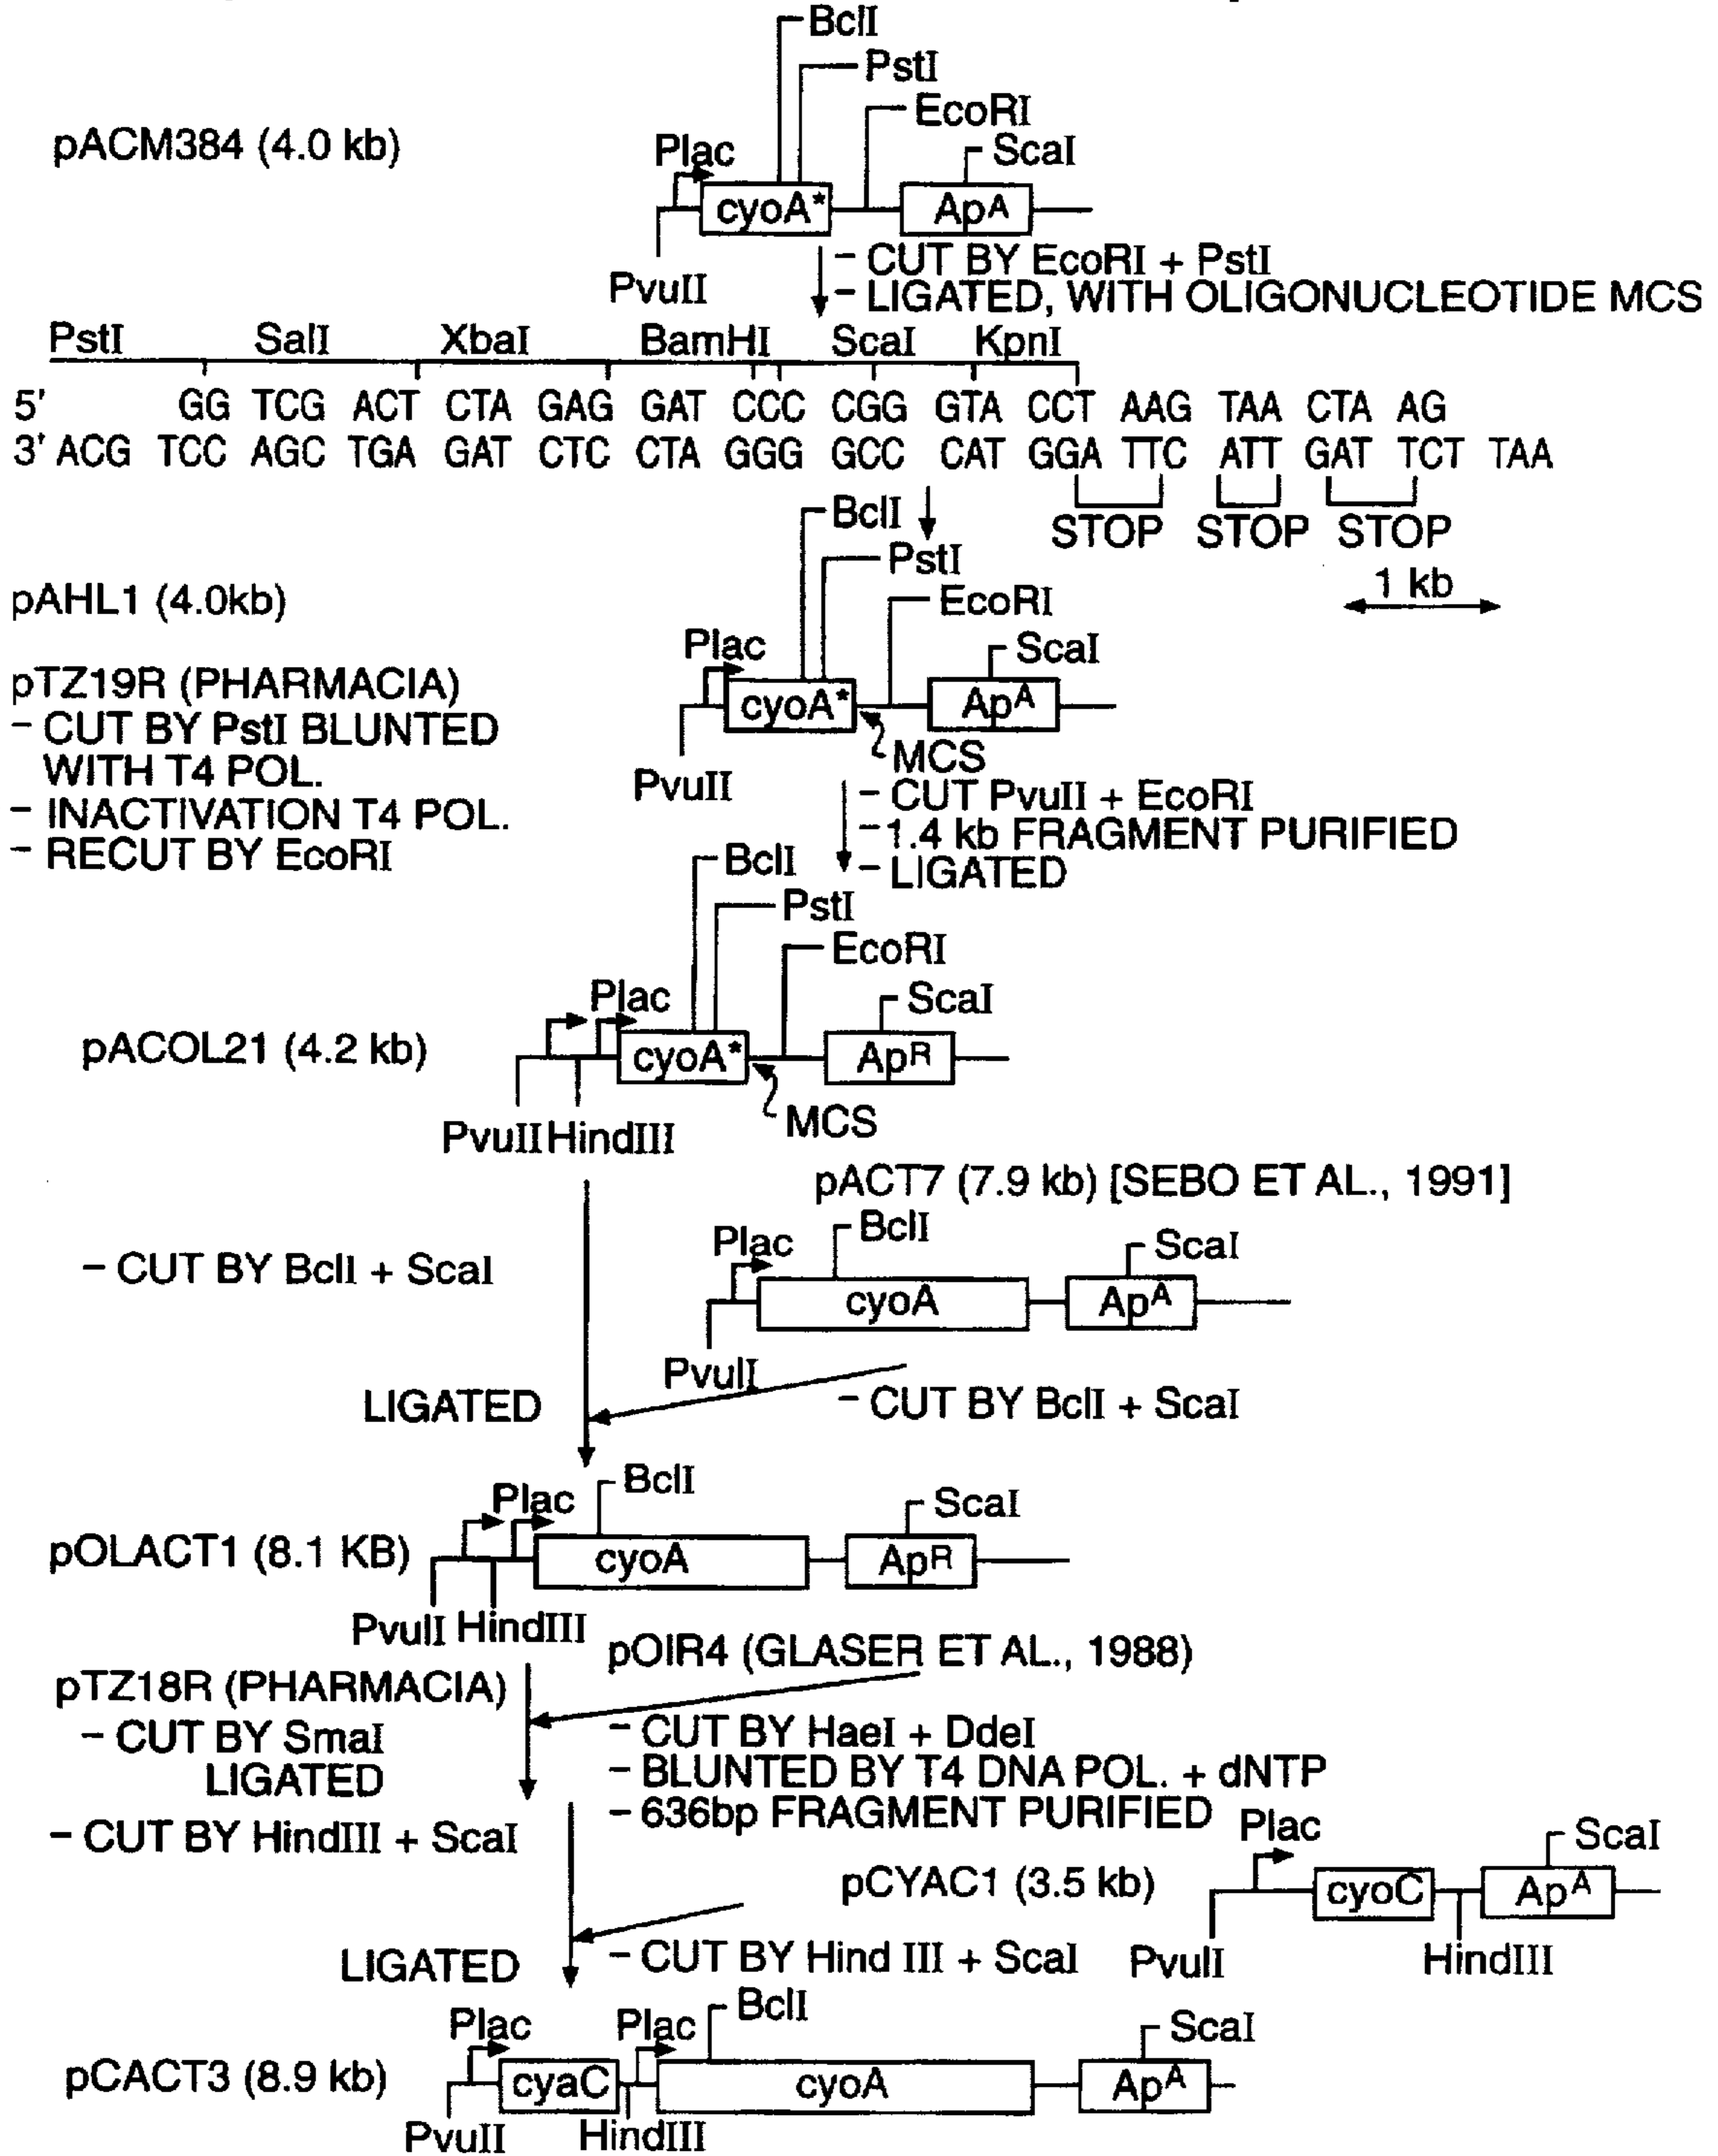 BclI
PstI
EcoRI
pACM384 (4.0 kb)
Plac
ScaI
cyoA*
ApA
PvuII
- CUT BY EcoRI + PstI
- LIGATED, WITH OLIGONUCLEOTIDE MCS
PstI SalI XbaI BamHI ScaI KpnI
5' GG TCG ACT CTA GAG GAT CCC CGG GTA CCT AAG TAA CTA AG
3' ACG TCC AGC TGA GAT CTC CTA GGG GCC CAT GGA TTC ATT GAT TCT TAA
STOP STOP STOP
BclI
PstI
1 kb
pAHL1 (4.0kb)
EcoRI
Plac
ScaI
pTZ19R (PHARMACIA)
- CUT BY PstI BLUNTED
WITH T4 POL.
- INACTIVATION T4 POL.
- RECUT BY EcoRI
cyoA*
ApA
MCS
PvuII
- CUT PvuII + EcoRI
- 1.4 kb FRAGMENT PURIFIED
- LIGATED
BclI
PstI
EcoRI
Plac
ScaI
pACOL21 (4.2 kb)
cyoA*
ApR
MCS
PvuII HindIII
pACT7 (7.9 kb) [SEBO ET AL., 1991]
BclI
Plac
ScaI
- CUT BY BclI + ScaI
cyoA
ApA
PvuII
LIGATED
- CUT BY BclI + ScaI
BclI
Plac
ScaI
pOLACT1 (8.1 KB)
cyoA
ApR
PvuII HindIII
pOIR4 (GLASER ET AL., 1988)
pTZ18R (PHARMACIA)
- CUT BY SmaI
LIGATED
- CUT BY HaeI + DdeI
- BLUNTED BY T4 DNA POL. + dNTP
- 636bp FRAGMENT PURIFIED
- CUT BY HindIII + ScaI
Plac
ScaI
pCYAC1 (3.5 kb)
cyoC
ApA
PvuII
HindIII
LIGATED
- CUT BY Hind III + ScaI
BclI
Plac
Plac
ScaI
pCACT3 (8.9 kb)
cyaC
cyoA
ApA
PvuII
HindIII